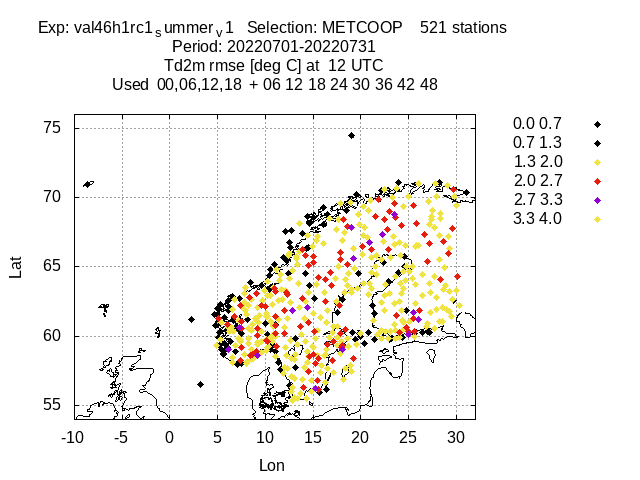 Exp: val46h1rc1summerv1 Selection: METCOOP 521 stations
Period: 20220701-20220731
Td2m rmse [deg C] at 12 UTC
Used 00,06,12,18 + 06 12 18 24 30 36 42 48
0.0 0.7
0.7 1.3
1.3 2.0
2.0 2.7
2.7 3.3
3.3 4.0
75
70
65
60
55
Lat
-10 -5 0 5 10 15 20 25 30
Lon